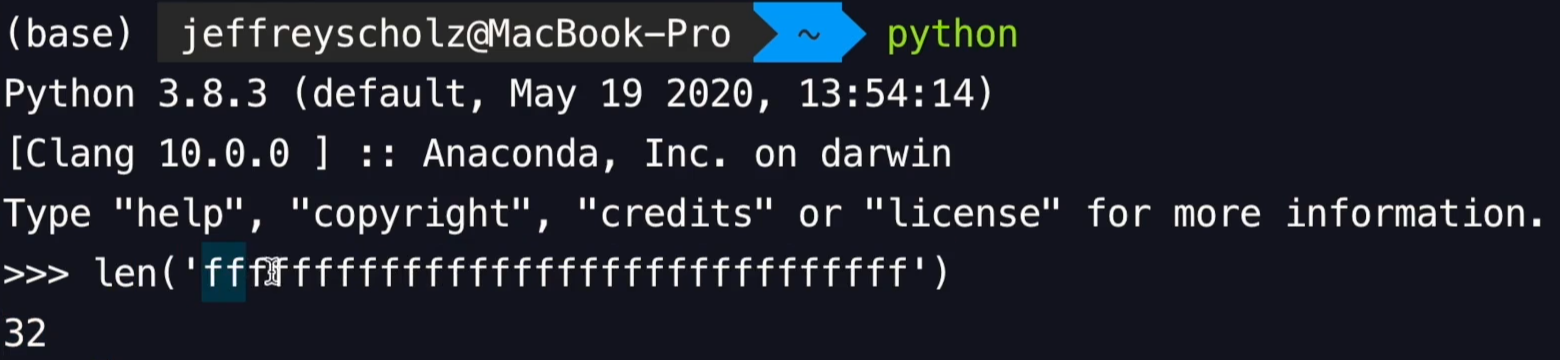 (base) jeffreyscholz@MacBook-Pro ~ python
Python 3.8.3 (default, May 19 2020, 13:54:14)
[Clang 10.0.0 ] :: Anaconda, Inc. on darwin
Type "help", "copyright", "credits" or "license" for more information.
>>> len('ffffffffffffffffffffffffffffffff')
32